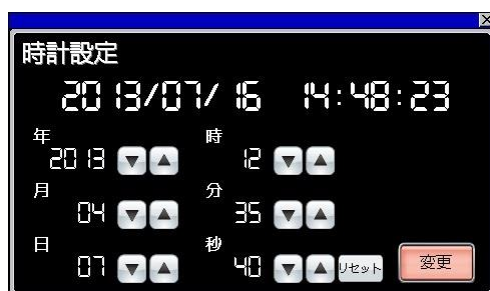 時計設定
2013/07/16 14:48:23
年 時
2013 ▼ ▲ 12 ▼ ▲
月 分
04 ▼ ▲ 35 ▼ ▲
日 秒
07 ▼ ▲ 40 ▼ ▲ リセット 変更